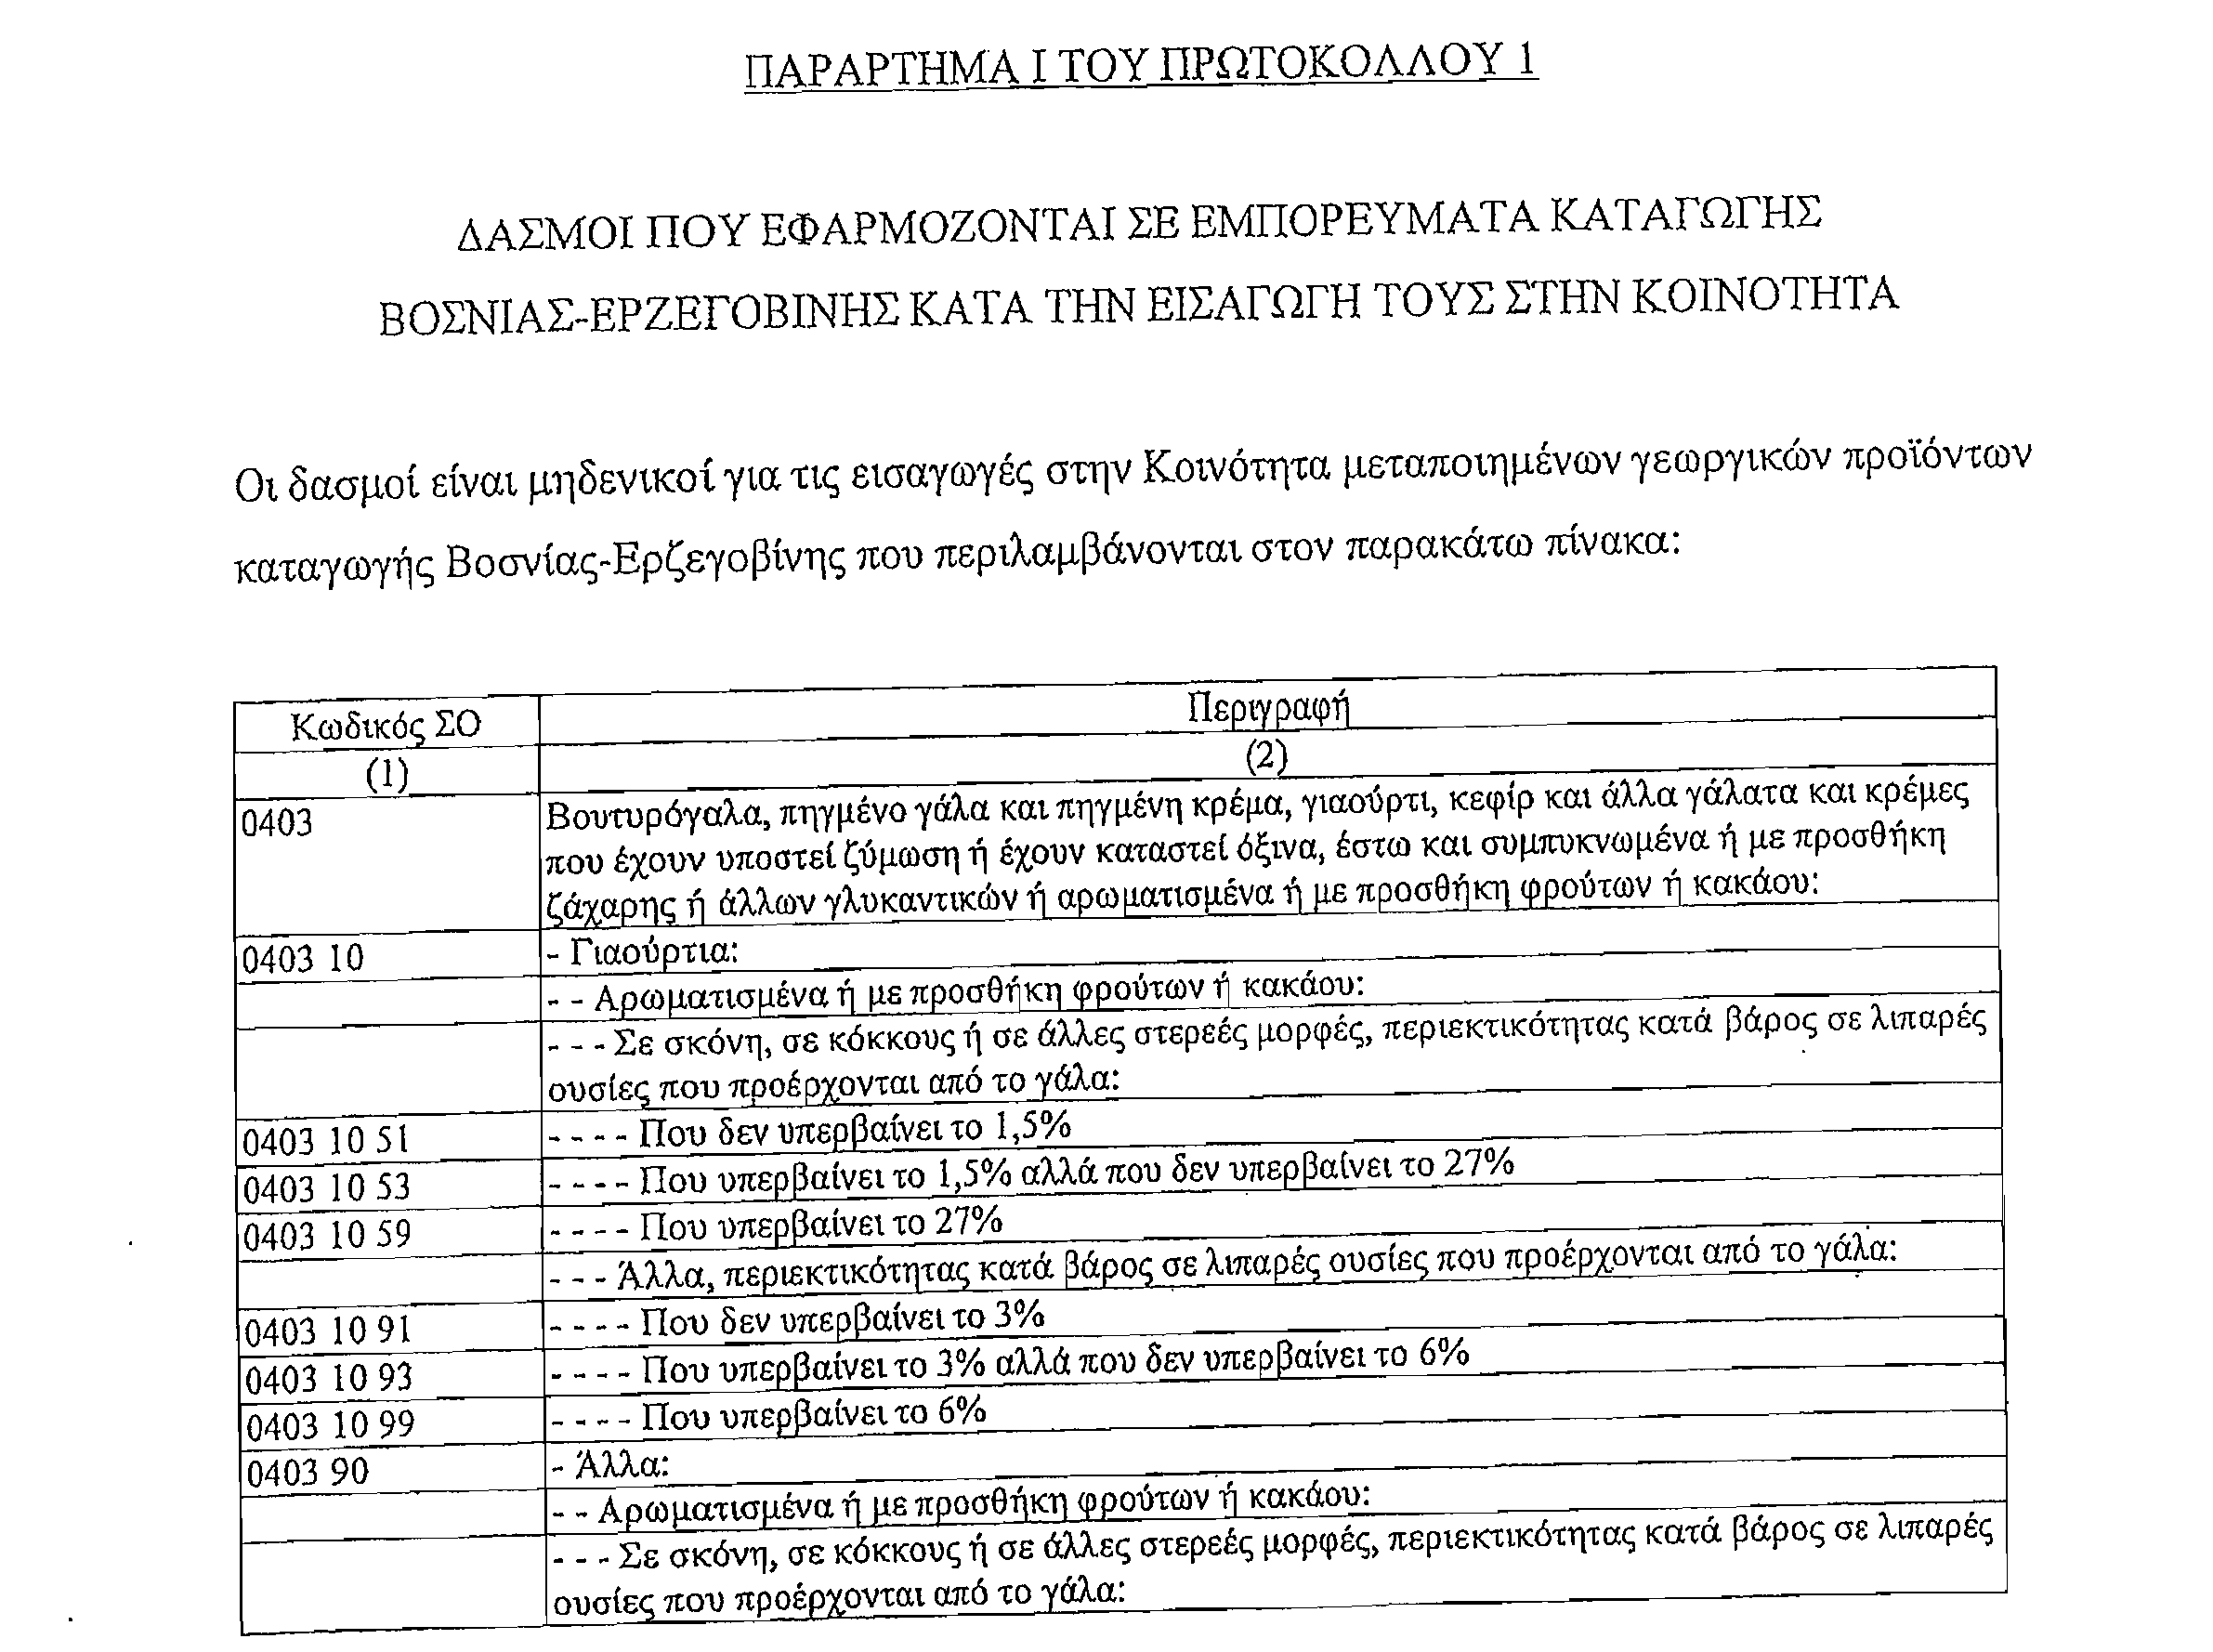 ΠΑΡΑΡΤΗΜΑ Ι ΤΟΥ ΠΡΩΤΟΚΟΛΛΟΥ 1
ΔΑΣΜΟΙ ΠΟΥ ΕΦΑΡΜΟΖΟΝΤΑΙ ΣΕ ΕΜΠΟΡΕΥΜΑΤΑ ΚΑΤΑΓΩΓΗΣ
ΒΟΣΝΙΑΣ-ΕΡΖΕΓΟΒΙΝΗΣ ΚΑΤΑ ΤΗΝ ΕΙΣΑΓΩΓΗ ΤΟΥΣ ΣΤΗΝ ΚΟΙΝΟΤΗΤΑ
Οι δασμοί είναι μηδενικοί για τις εισαγωγές στην Κοινότητα μεταποιημένων γεωργικών προϊόντων
καταγωγής Βοσνίας-Ερζεγοβίνης που περιλαμβάνονται στον παρακάτω πίνακα:
Κωδικός ΣΟ Περιγραφή
(1) (2)
0403 Βουτυρόγαλα, πηγμένο γάλα και πηγμένη κρέμα, γιαούρτι, κεφίρ και άλλα γάλατα και κρέμες
που έχουν υποστεί ζύμωση ή έχουν καταστεί όξινα, έστω και συμπυκνωμένα ή με προσθήκη
ζάχαρης ή άλλων γλυκαντικών ή αρωματισμένα ή με προσθήκη φρούτων ή κακάου:
0403 10 - Γιαούρτια:
- - Αρωματισμένα ή με προσθήκη φρούτων ή κακάου:
- - - Σε σκόνη, σε κόκκους ή σε άλλες στερεές μορφές, περιεκτικότητας κατά βάρος σε λιπαρές
ουσίες που προέρχονται από το γάλα:
0403 10 51 - - - - Που δεν υπερβαίνει το 1,5%
0403 10 53 - - - - Που υπερβαίνει το 1,5% αλλά που δεν υπερβαίνει το 27%
0403 10 59 - - - - Που υπερβαίνει το 27%
- - - Άλλα, περιεκτικότητας κατά βάρος σε λιπαρές ουσίες που προέρχονται από το γάλα:
0403 10 91 - - - - Που δεν υπερβαίνει το 3%
0403 10 93 - - - - Που υπερβαίνει το 3% αλλά που δεν υπερβαίνει το 6%
0403 10 99 - - - - Που υπερβαίνει το 6%
0403 90 - Άλλα:
- - Αρωματισμένα ή με προσθήκη φρούτων ή κακάου:
- - - Σε σκόνη, σε κόκκους ή σε άλλες στερεές μορφές, περιεκτικότητας κατά βάρος σε λιπαρές
ουσίες που προέρχονται από το γάλα: